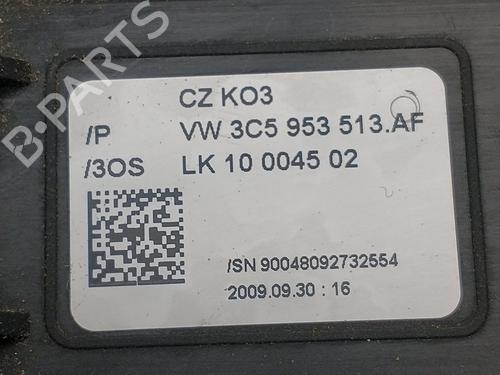 B-PARTS
CZ KO3
/P VW 3C5 953 513.AF
/3OS LK 10 0045 02
/SN 90048092732554
2009.09.30 : 16